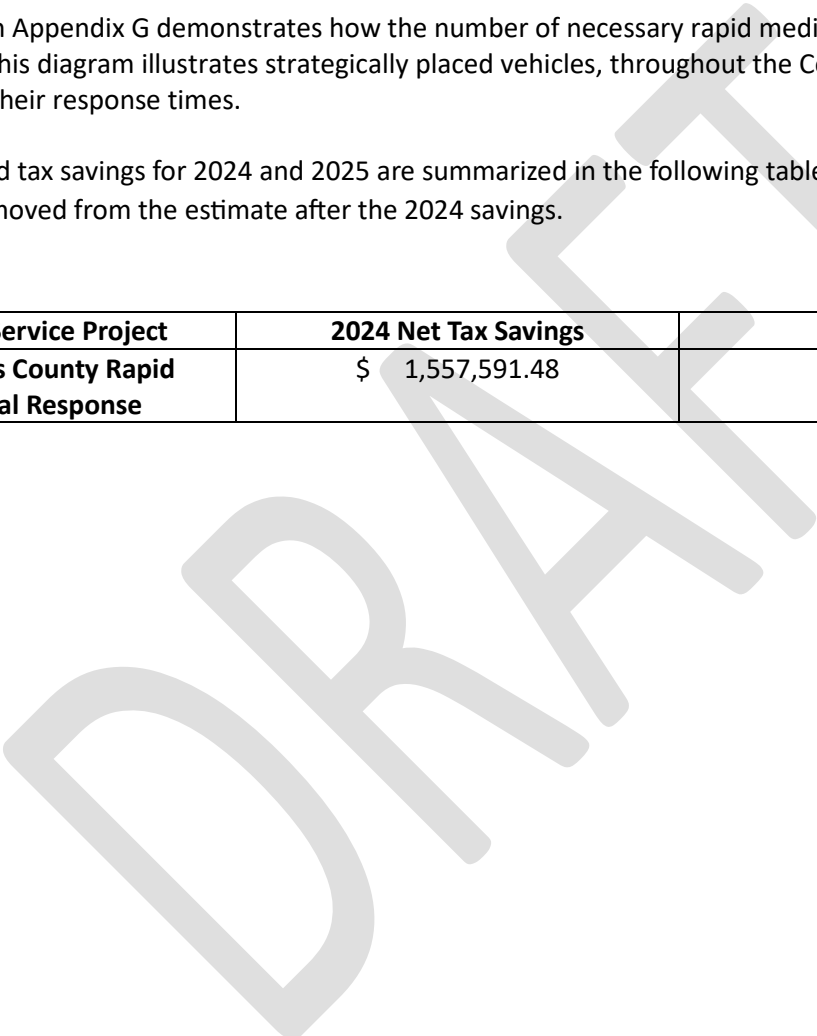 Appendix G demonstrates how the number of necessary rapid medi
his diagram illustrates strategically placed vehicles, throughout the C
heir response times.
d tax savings for 2024 and 2025 are summarized in the following table
moved from the estimate after the 2024 savings.
ervice Project 2024 Net Tax Savings
s County Rapid $ 1,557,591.48
al Response
DRAFT